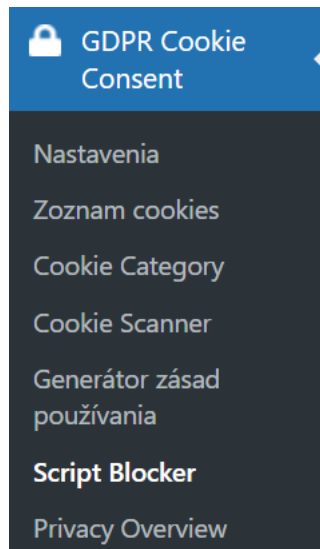 GDPR Cookie
Consent
Nastavenia
Zoznam cookies
Cookie Category
Cookie Scanner
Generátor zásad
používania
Script Blocker
Privacy Overview